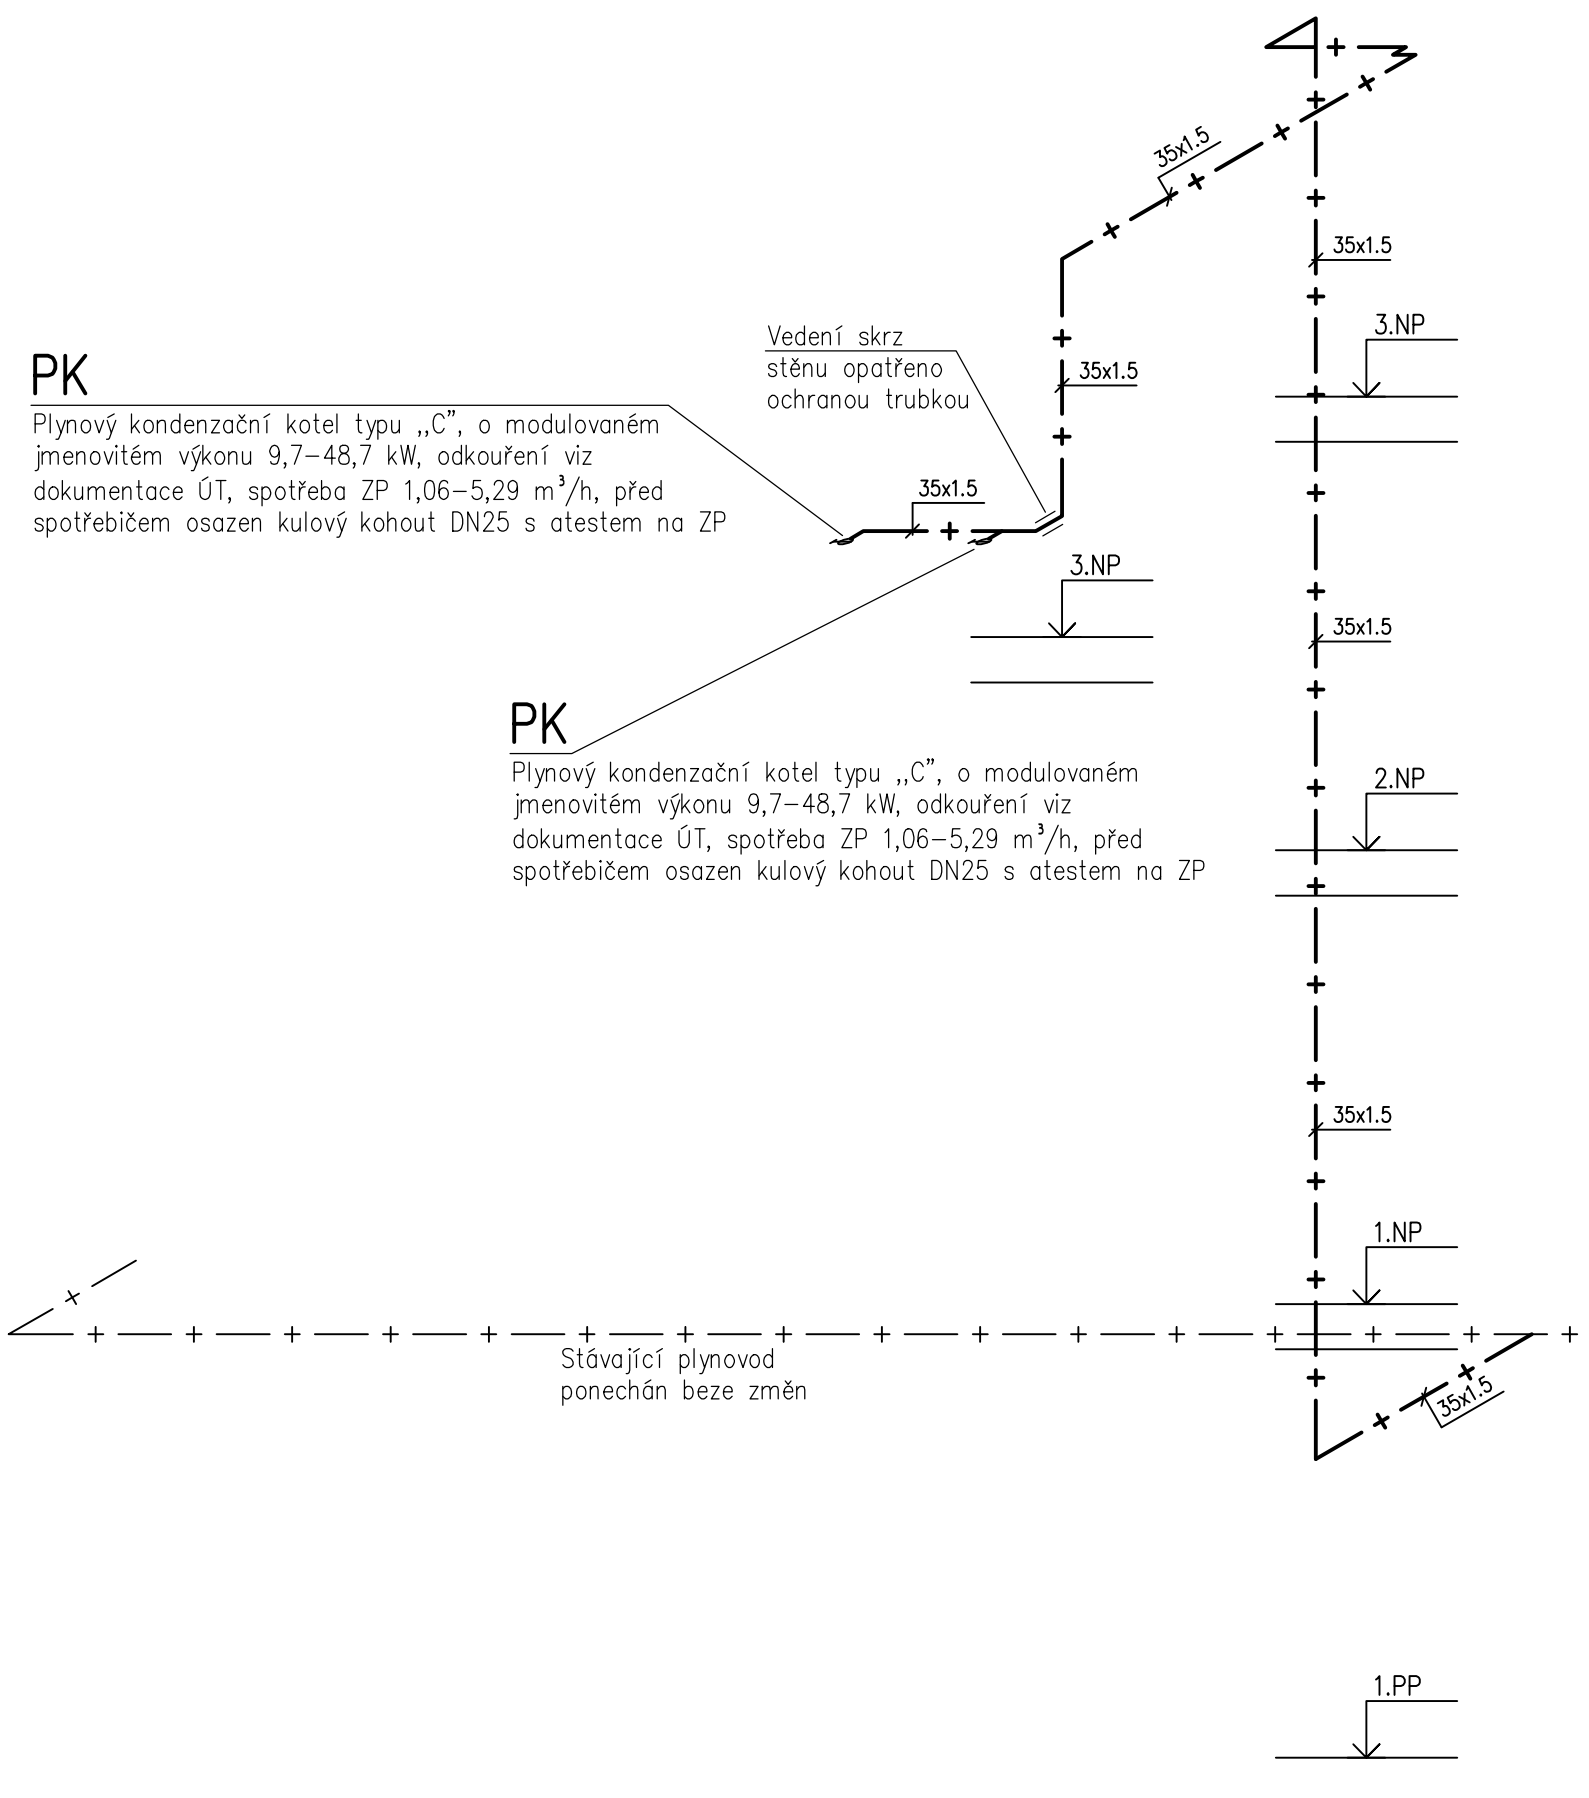 35x1.5
35x1.5
3.NP
Vedení skrz
stěnu opatřeno
ochranou trubkou
35x1.5
PK
Plynový kondenzační kotel typu ,,C”, o modulovaném
jmenovitém výkonu 9,7–48,7 kW, odkouření viz
dokumentace ÚT, spotřeba ZP 1,06–5,29 m³/h, před
spotřebičem osazen kulový kohout DN25 s atestem na ZP
35x1.5
3.NP
35x1.5
PK
Plynový kondenzační kotel typu ,,C”, o modulovaném
jmenovitém výkonu 9,7–48,7 kW, odkouření viz
dokumentace ÚT, spotřeba ZP 1,06–5,29 m³/h, před
spotřebičem osazen kulový kohout DN25 s atestem na ZP
2.NP
35x1.5
1.NP
Stávající plynovod
ponechán beze změn
35x1.5
1.PP